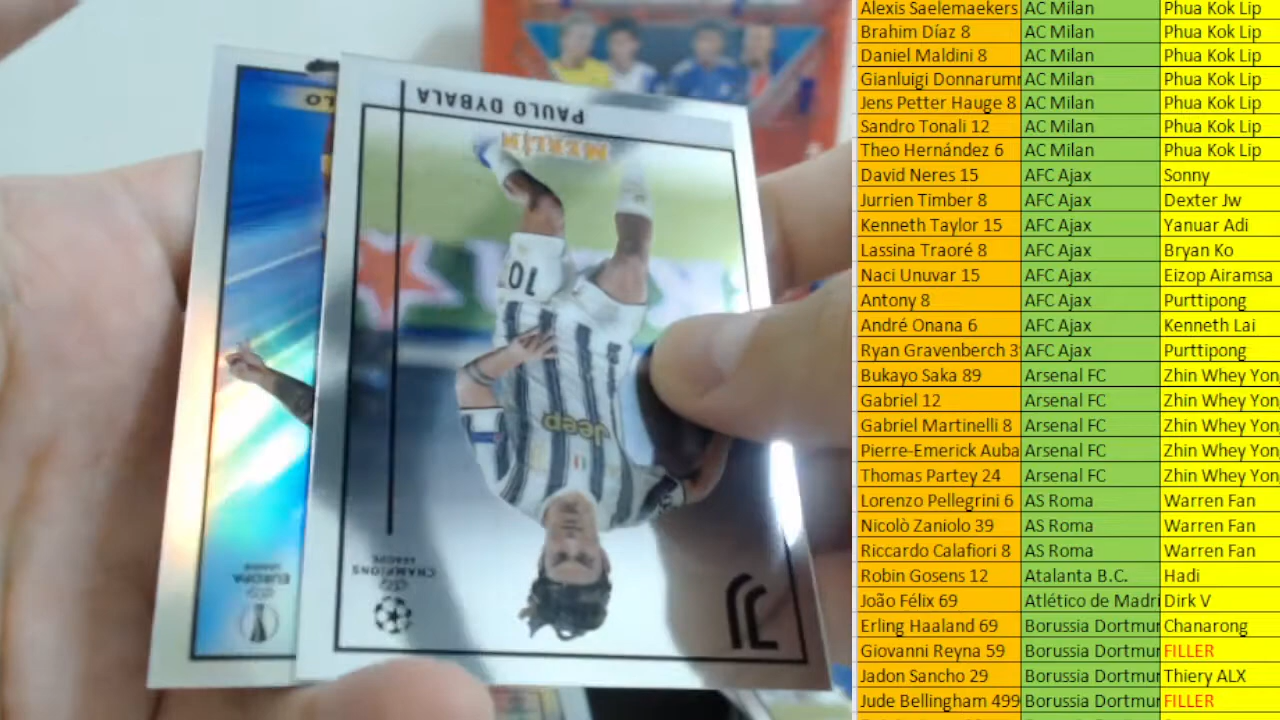 PAULO DYBALA
MERLIN
10
Jeep
CHAMPIONS
LEAGUE
LO
EUROPA
LEAGUE
Alexis Saelemaekers AC Milan Phua Kok Lip
Brahim Díaz 8 AC Milan Phua Kok Lip
Daniel Maldini 8 AC Milan Phua Kok Lip
Gianluigi Donnarumm AC Milan Phua Kok Lip
Jens Petter Hauge 8 AC Milan Phua Kok Lip
Sandro Tonali 12 AC Milan Phua Kok Lip
Theo Hernández 6 AC Milan Phua Kok Lip
David Neres 15 AFC Ajax Sonny
Jurrien Timber 8 AFC Ajax Dexter Jw
Kenneth Taylor 15 AFC Ajax Yanuar Adi
Lassina Traoré 8 AFC Ajax Bryan Ko
Naci Unuvar 15 AFC Ajax Eizop Airamsa
Antony 8 AFC Ajax Purttipong
André Onana 6 AFC Ajax Kenneth Lai
Ryan Gravenberch 3 AFC Ajax Purttipong
Bukayo Saka 89 Arsenal FC Zhin Whey Yon
Gabriel 12 Arsenal FC Zhin Whey Yon
Gabriel Martinelli 8 Arsenal FC Zhin Whey Yon
Pierre-Emerick Auba Arsenal FC Zhin Whey Yon
Thomas Partey 24 Arsenal FC Zhin Whey Yon
Lorenzo Pellegrini 6 AS Roma Warren Fan
Nicolò Zaniolo 39 AS Roma Warren Fan
Riccardo Calafiori 8 AS Roma Warren Fan
Robin Gosens 12 Atalanta B.C. Hadi
João Félix 69 Atlético de Madri Dirk V
Erling Haaland 69 Borussia Dortmun Chanarong
Giovanni Reyna 59 Borussia Dortmun FILLER
Jadon Sancho 29 Borussia Dortmun Thiery ALX
Jude Bellingham 499 Borussia Dortmun FILLER